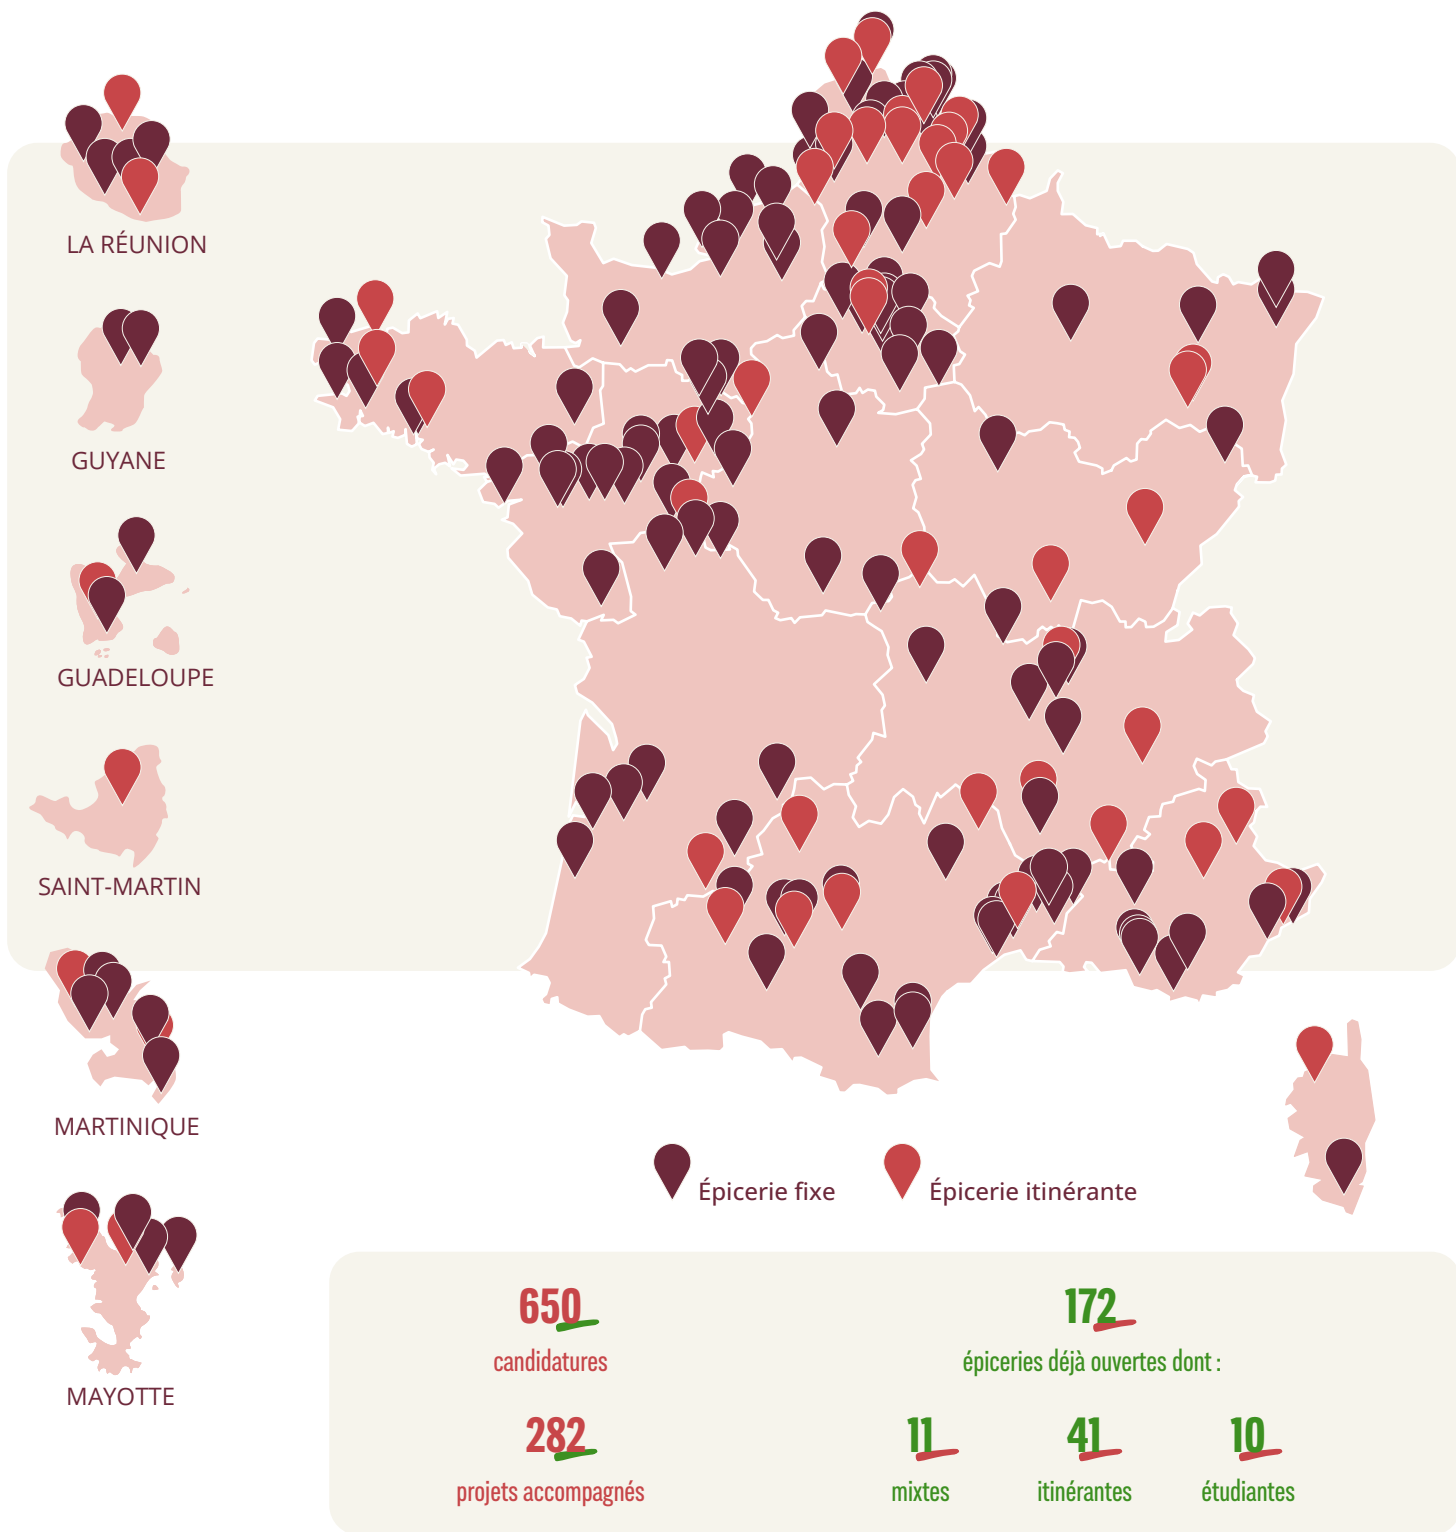 LA RÉUNION
GUYANE
GUADELOUPE
SAINT-MARTIN
MARTINIQUE
MAYOTTE
Épicerie fixe
Épicerie itinérante
650
candidatures
282
projets accompagnés
172
épiceries déjà ouvertes dont :
11
mixtes
41
itinérantes
10
étudiantes